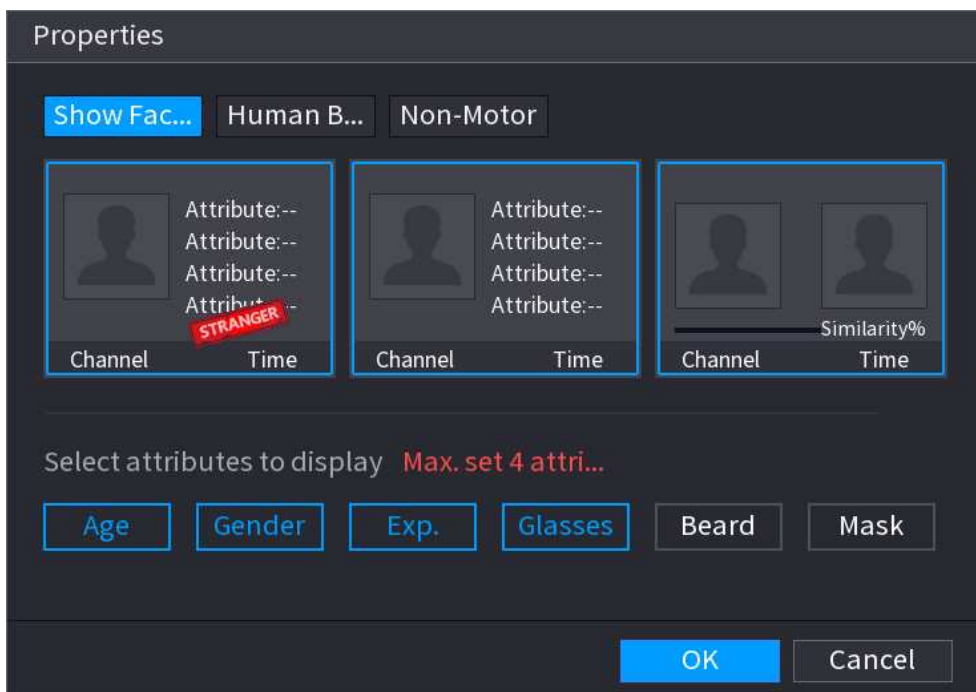 Properties
Show Fac... Human B... Non-Motor
Attribute:-- Attribute:--
Attribute:-- Attribute:--
Attribute:-- Attribute:--
Attribute:-- Attribute:--
STRANGER Similarity%
Channel Time Channel Time Channel Time
Select attributes to display Max. set 4 attri...
Age Gender Exp. Glasses Beard Mask
OK Cancel